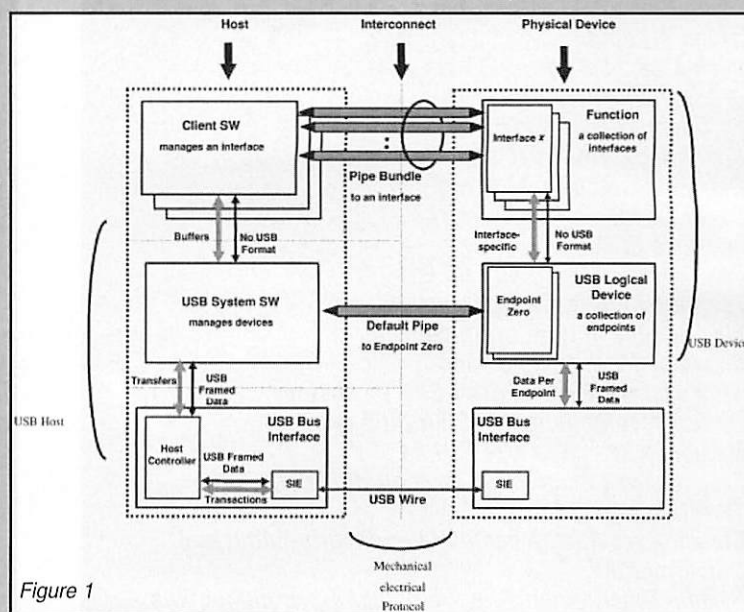 Host
Interconnect
Physical Device
Client SW
manages an interface
Pipe Bundle
to an interface
Interface x
Function
a collection of
interfaces
Buffers
No USB
Format
Interface-
specific
No USB
Format
USB System SW
manages devices
Default Pipe
to Endpoint Zero
Endpoint
Zero
USB Logical
Device
a collection of
endpoints
USB Device
Transfers
USB
Framed
Data
Data Per
Endpoint
USB
Framed
Data
USB Host
Host
Controller
USB Bus
Interface
USB Framed
Data
Transactions
SIE
USB Wire
USB Bus
Interface
SIE
Mechanical
electrical
Protocol
Figure 1